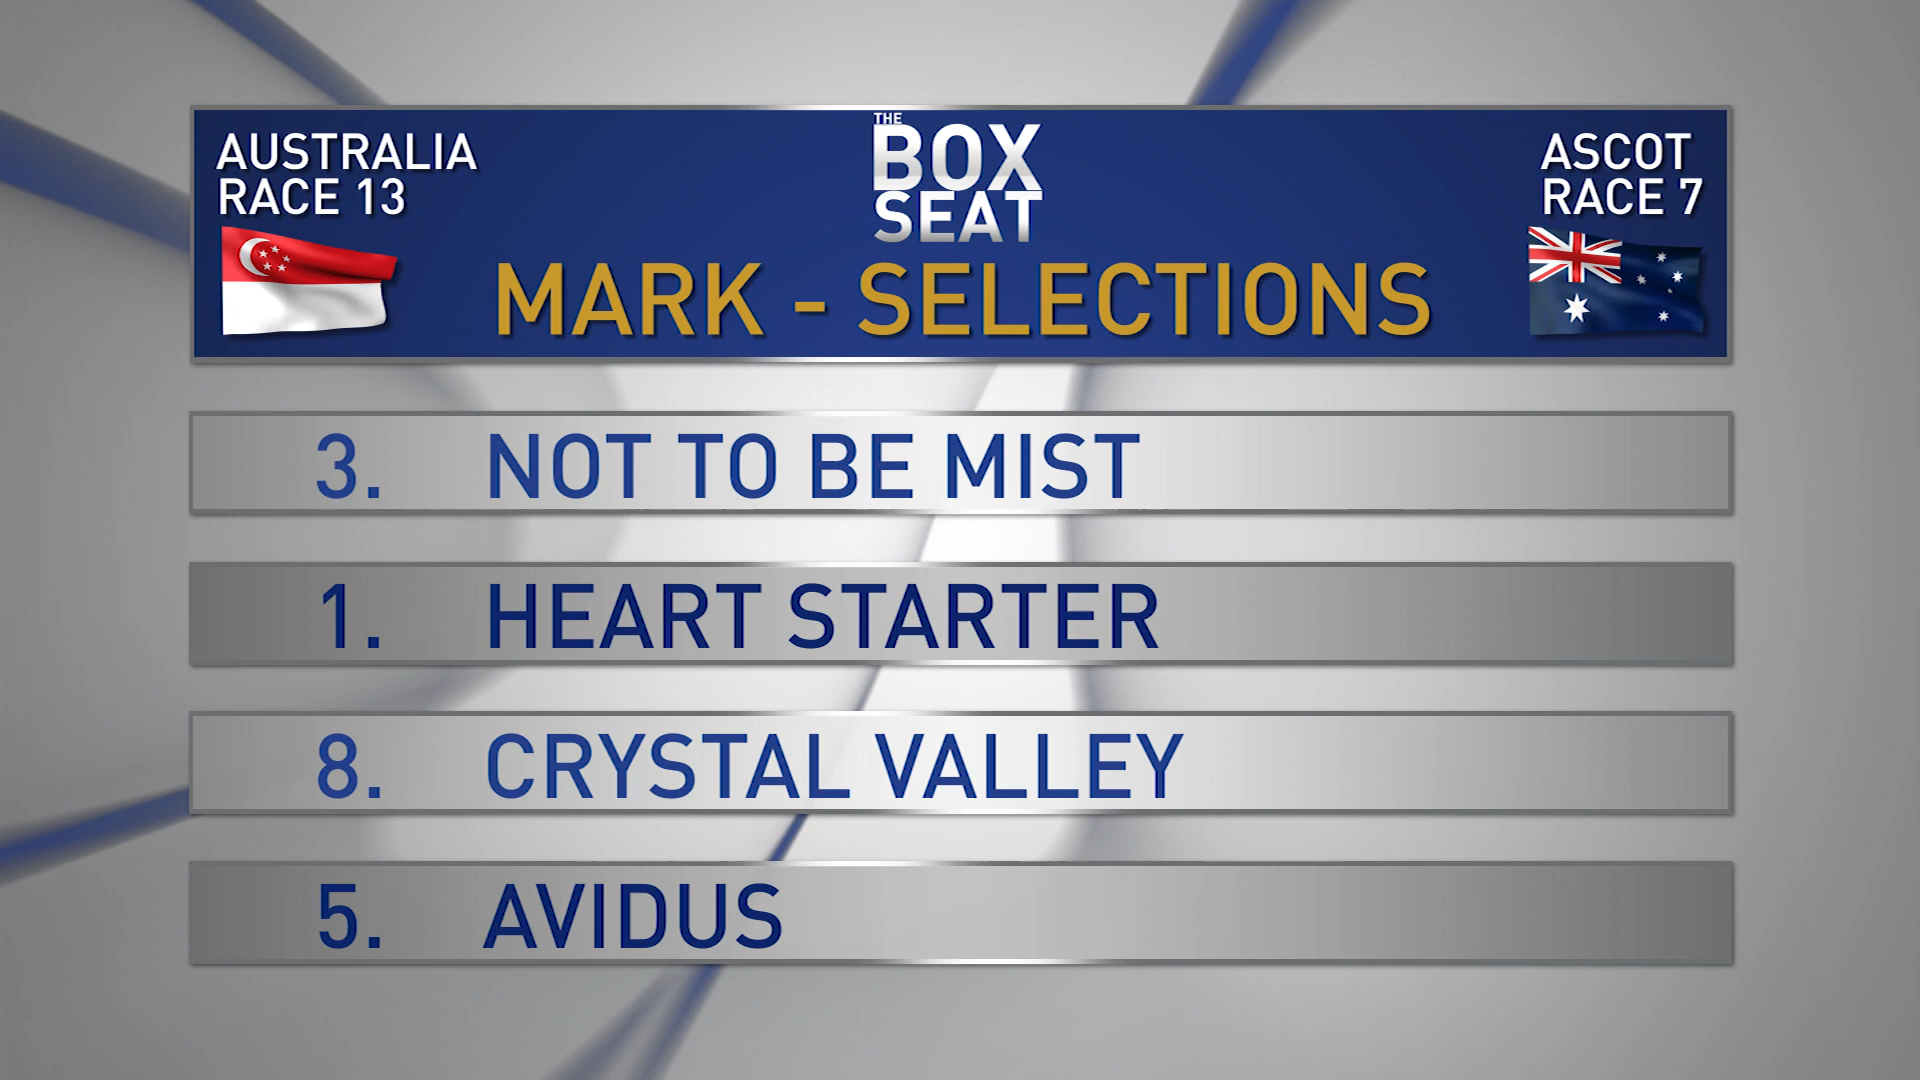 AUSTRALIA
RACE 13
THE
BOX
SEAT
ASCOT
RACE 7
MARK - SELECTIONS
3. NOT TO BE MIST
1. HEART STARTER
8. CRYSTAL VALLEY
5. AVIDUS